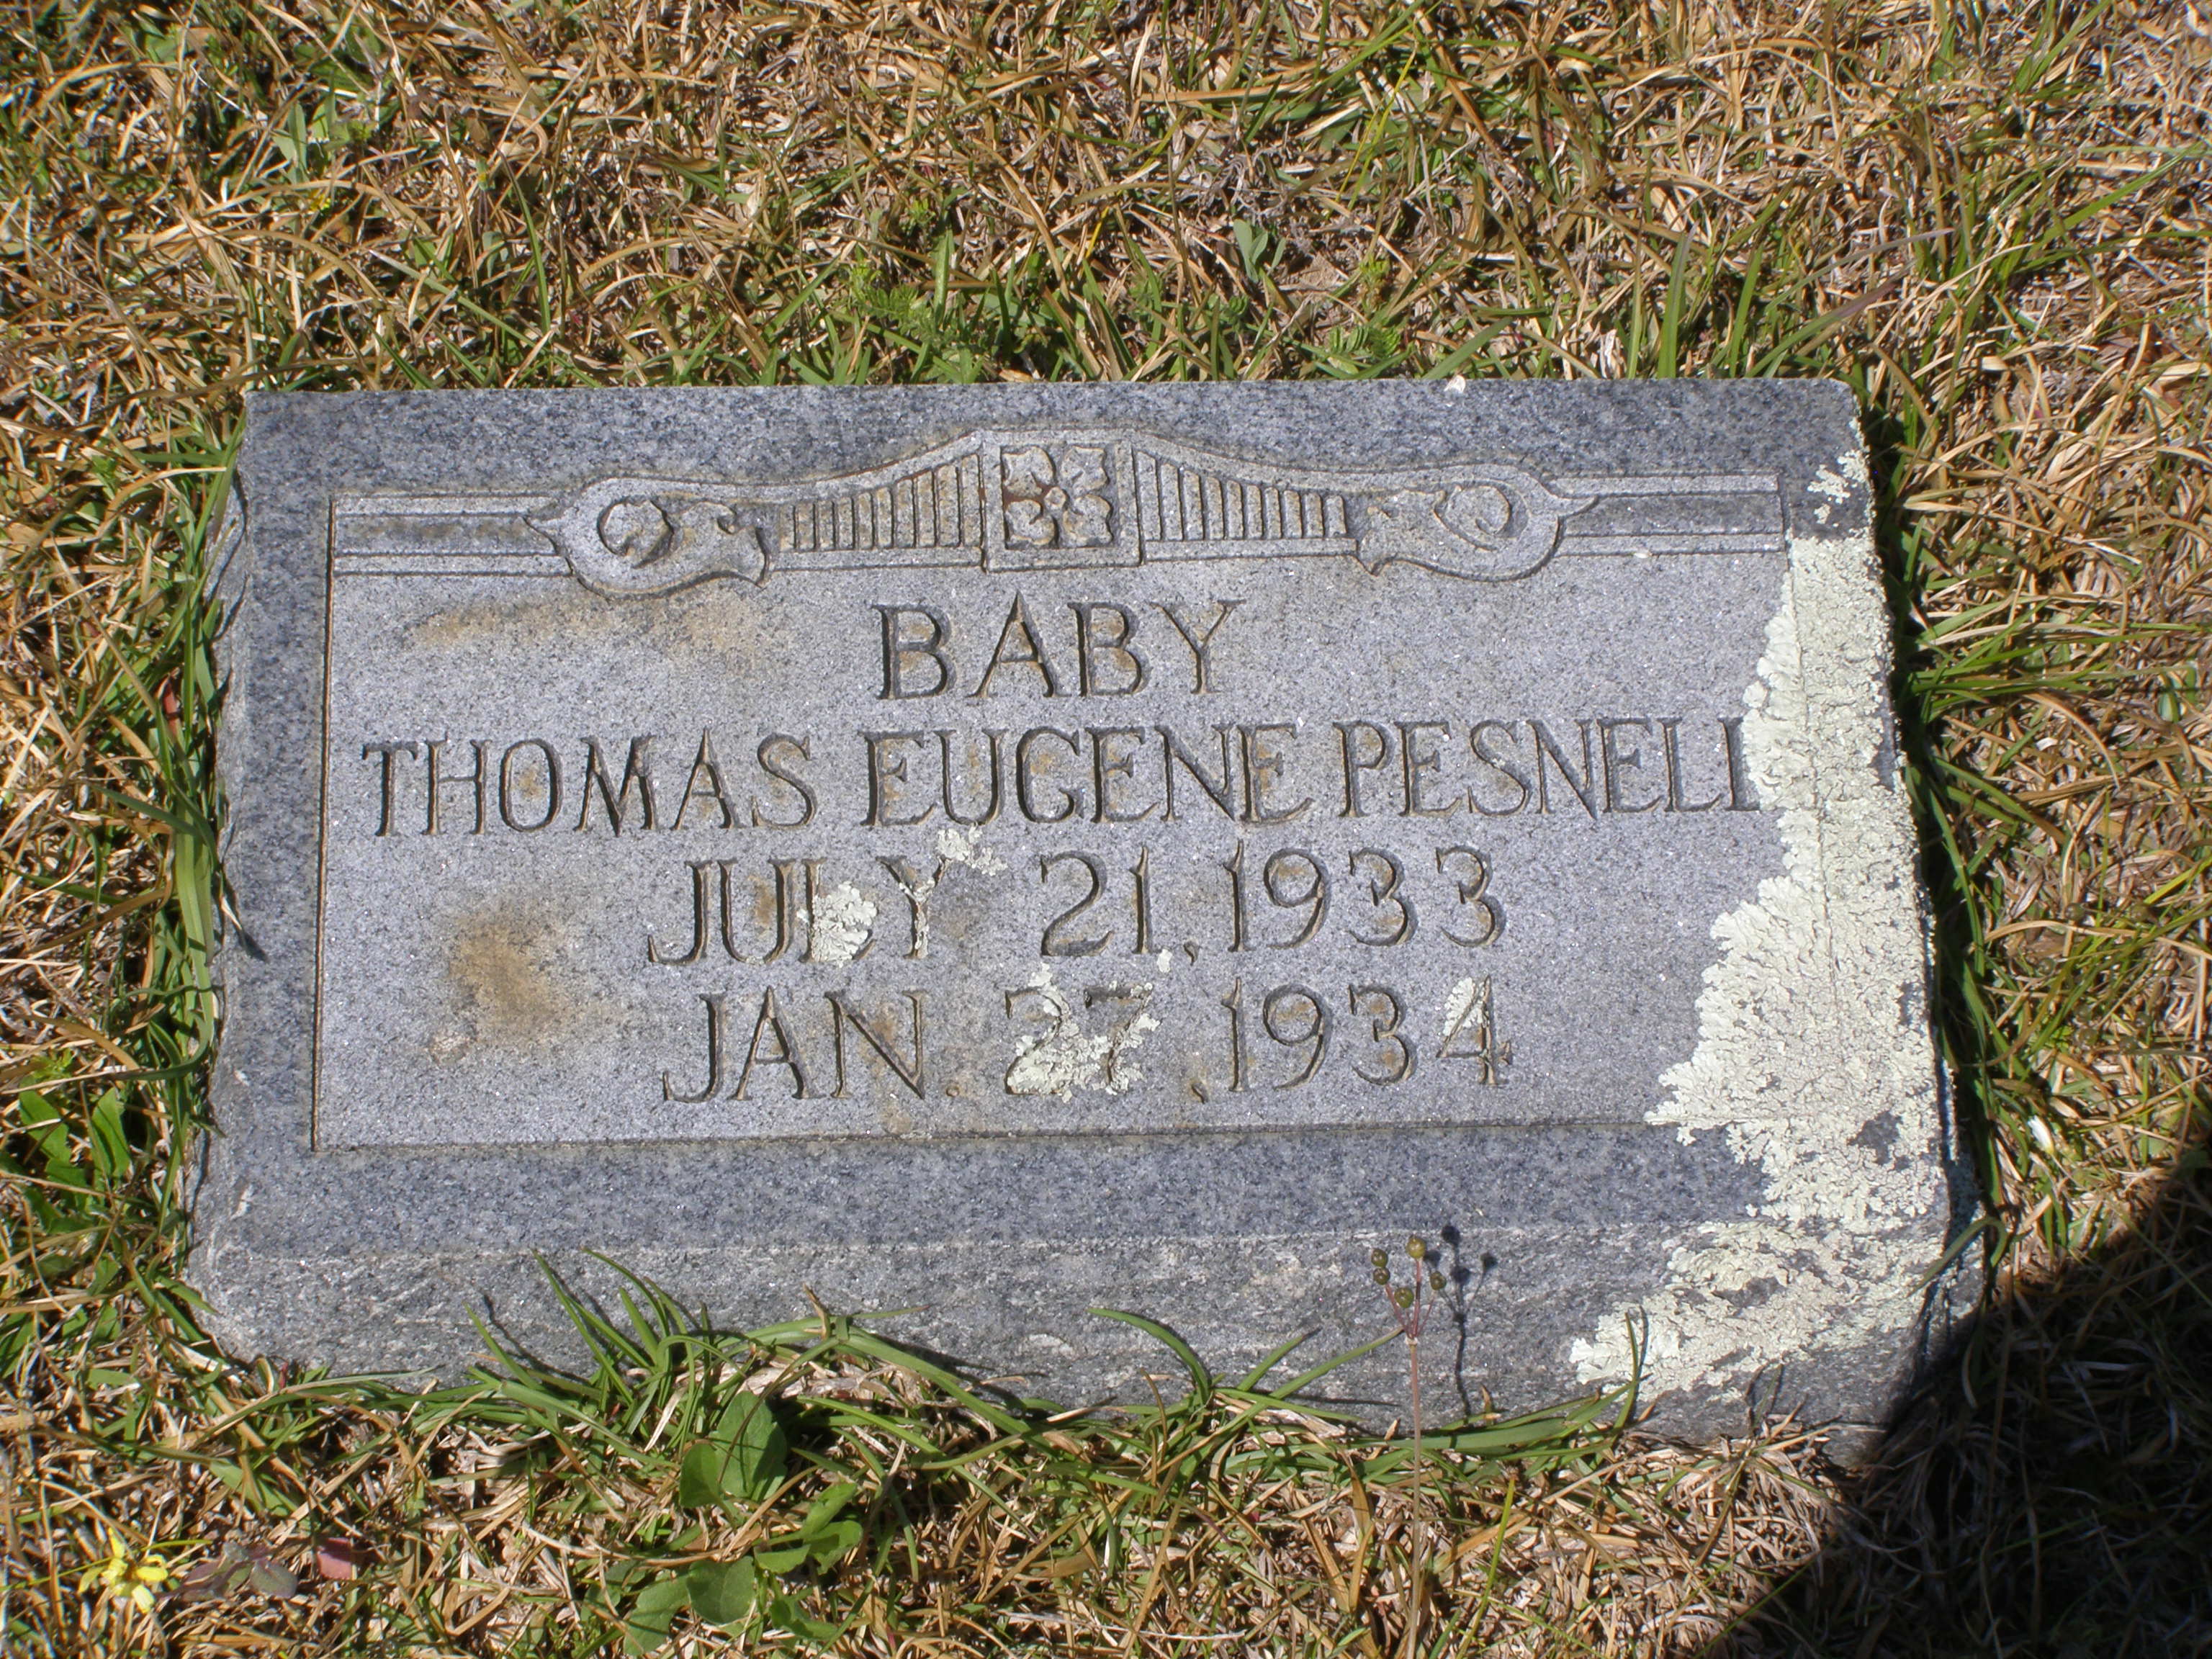 BABY
THOMAS EUGENE PESNELL
JULY 21, 1933
JAN. 27, 1934